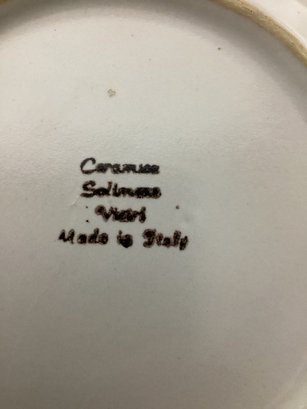 Ceramica
Solimene
Vietri
Made in Italy